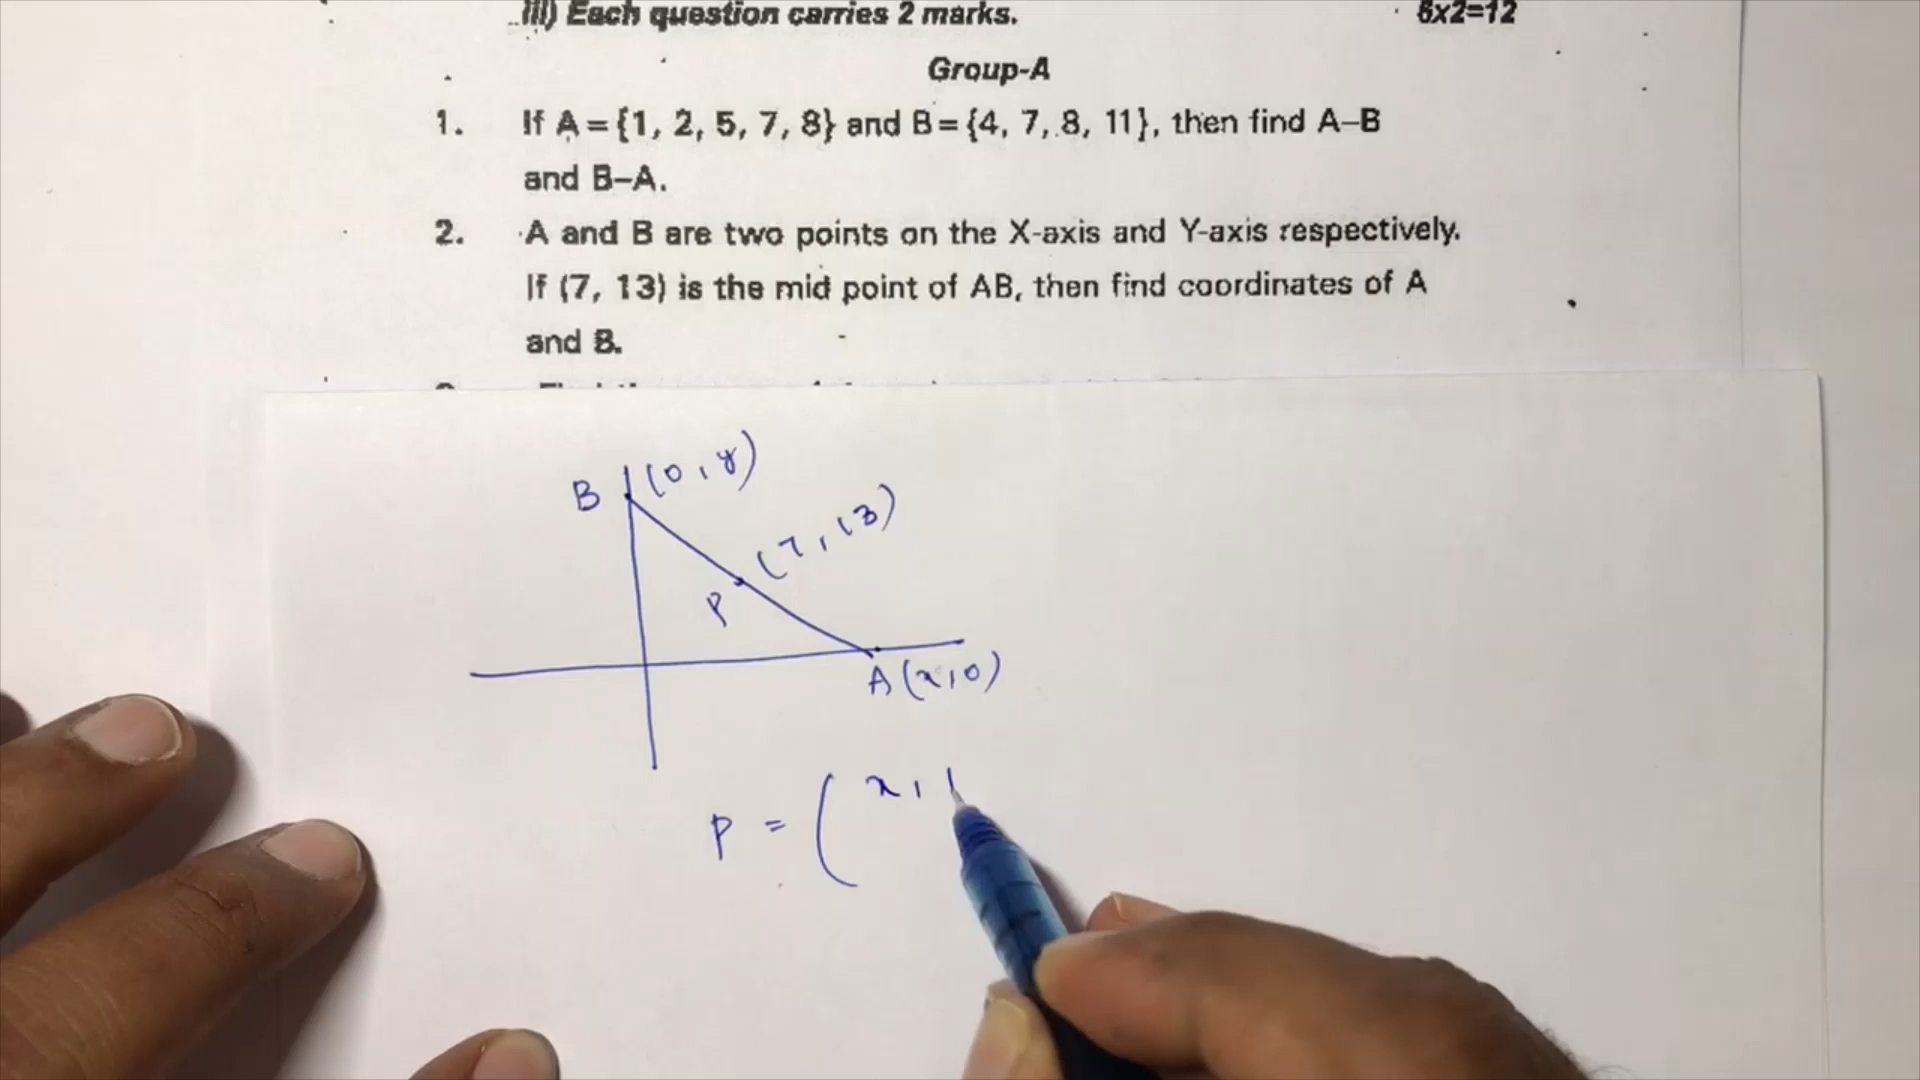 iii) Each question carries 2 marks. 6x2=12
Group-A
1. If A = {1, 2, 5, 7, 8} and B = {4, 7, 8, 11}, then find A–B
and B–A.
2. A and B are two points on the X-axis and Y-axis respectively.
If (7, 13) is the mid point of AB, then find coordinates of A
and B.
B (0, y)
(7, 13)
P
A (x, 0)
P = ( x,